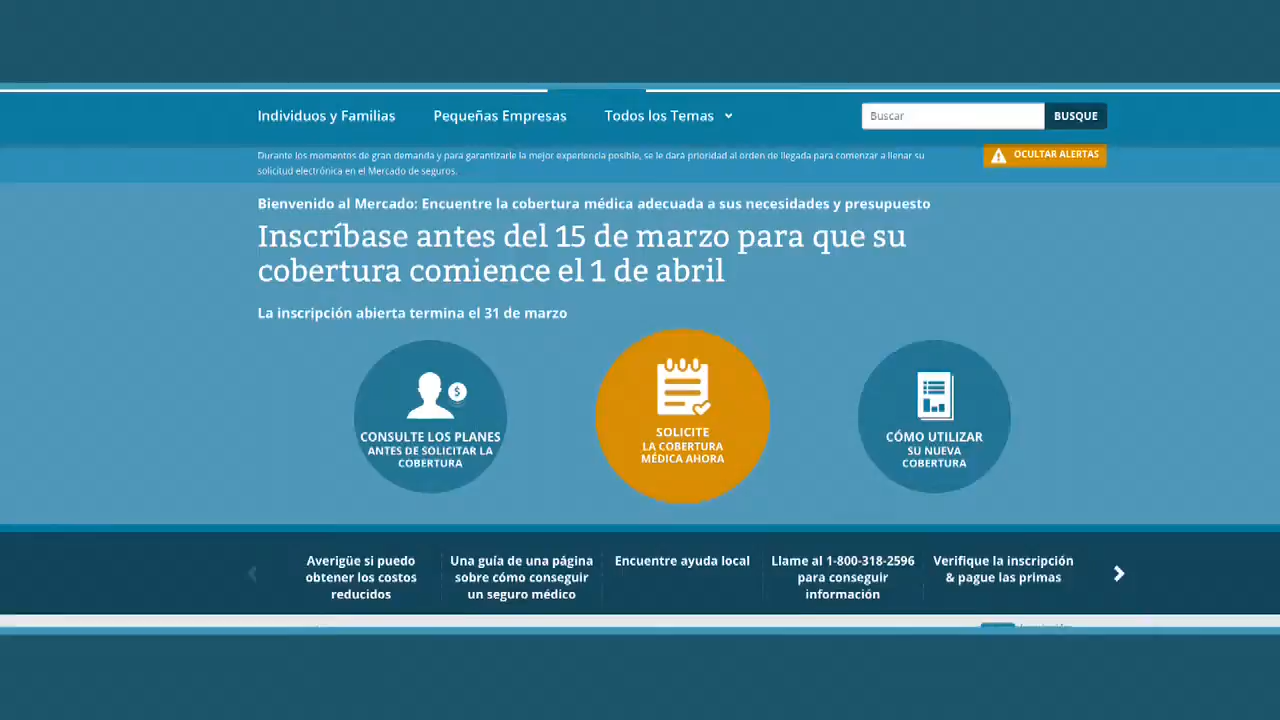 Individuos y Familias
Pequeñas Empresas
Todos los Temas
Buscar
BUSQUE
Durante los momentos de gran demanda y para garantizarle la mejor experiencia posible, se le dará prioridad al orden de llegada para comenzar a llenar su
solicitud electrónica en el Mercado de seguros.
OCULTAR ALERTAS
Bienvenido al Mercado: Encuentre la cobertura médica adecuada a sus necesidades y presupuesto
Inscríbase antes del 15 de marzo para que su
cobertura comience el 1 de abril
La inscripción abierta termina el 31 de marzo
$
CONSULTE LOS PLANES
ANTES DE SOLICITAR LA
COBERTURA
SOLICITE
LA COBERTURA
MÉDICA AHORA
CÓMO UTILIZAR
SU NUEVA
COBERTURA
Averigüe si puedo
obtener los costos
reducidos
Una guía de una página
sobre cómo conseguir
un seguro médico
Encuentre ayuda local
Llame al 1-800-318-2596
para conseguir
información
Verifique la inscripción
& pague las primas